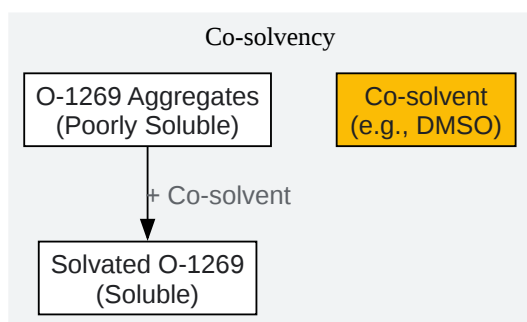 Co-solvency
O-1269 Aggregates
(Poorly Soluble)
Co-solvent
(e.g., DMSO)
+ Co-solvent
Solvated O-1269
(Soluble)